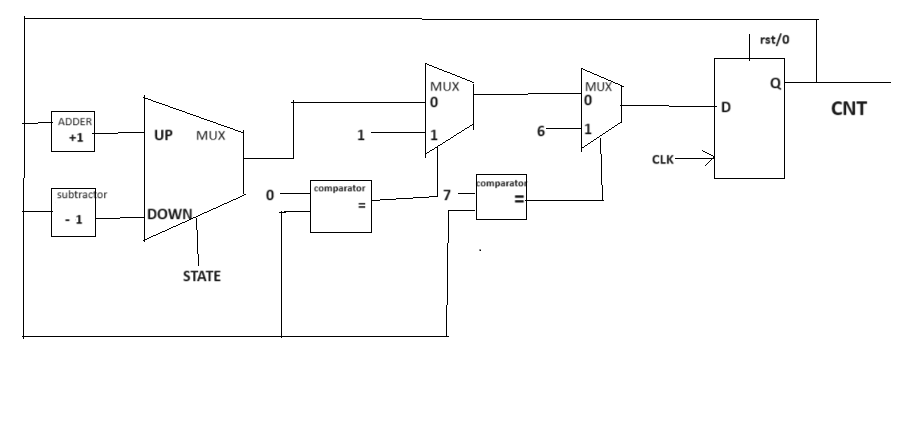 rst/0
MUX
0
1
1
MUX
0
6
1
Q
D
CNT
CLK
ADDER
+1
UP
MUX
subtractor
- 1
DOWN
STATE
0
comparator
=
7
comparator
=